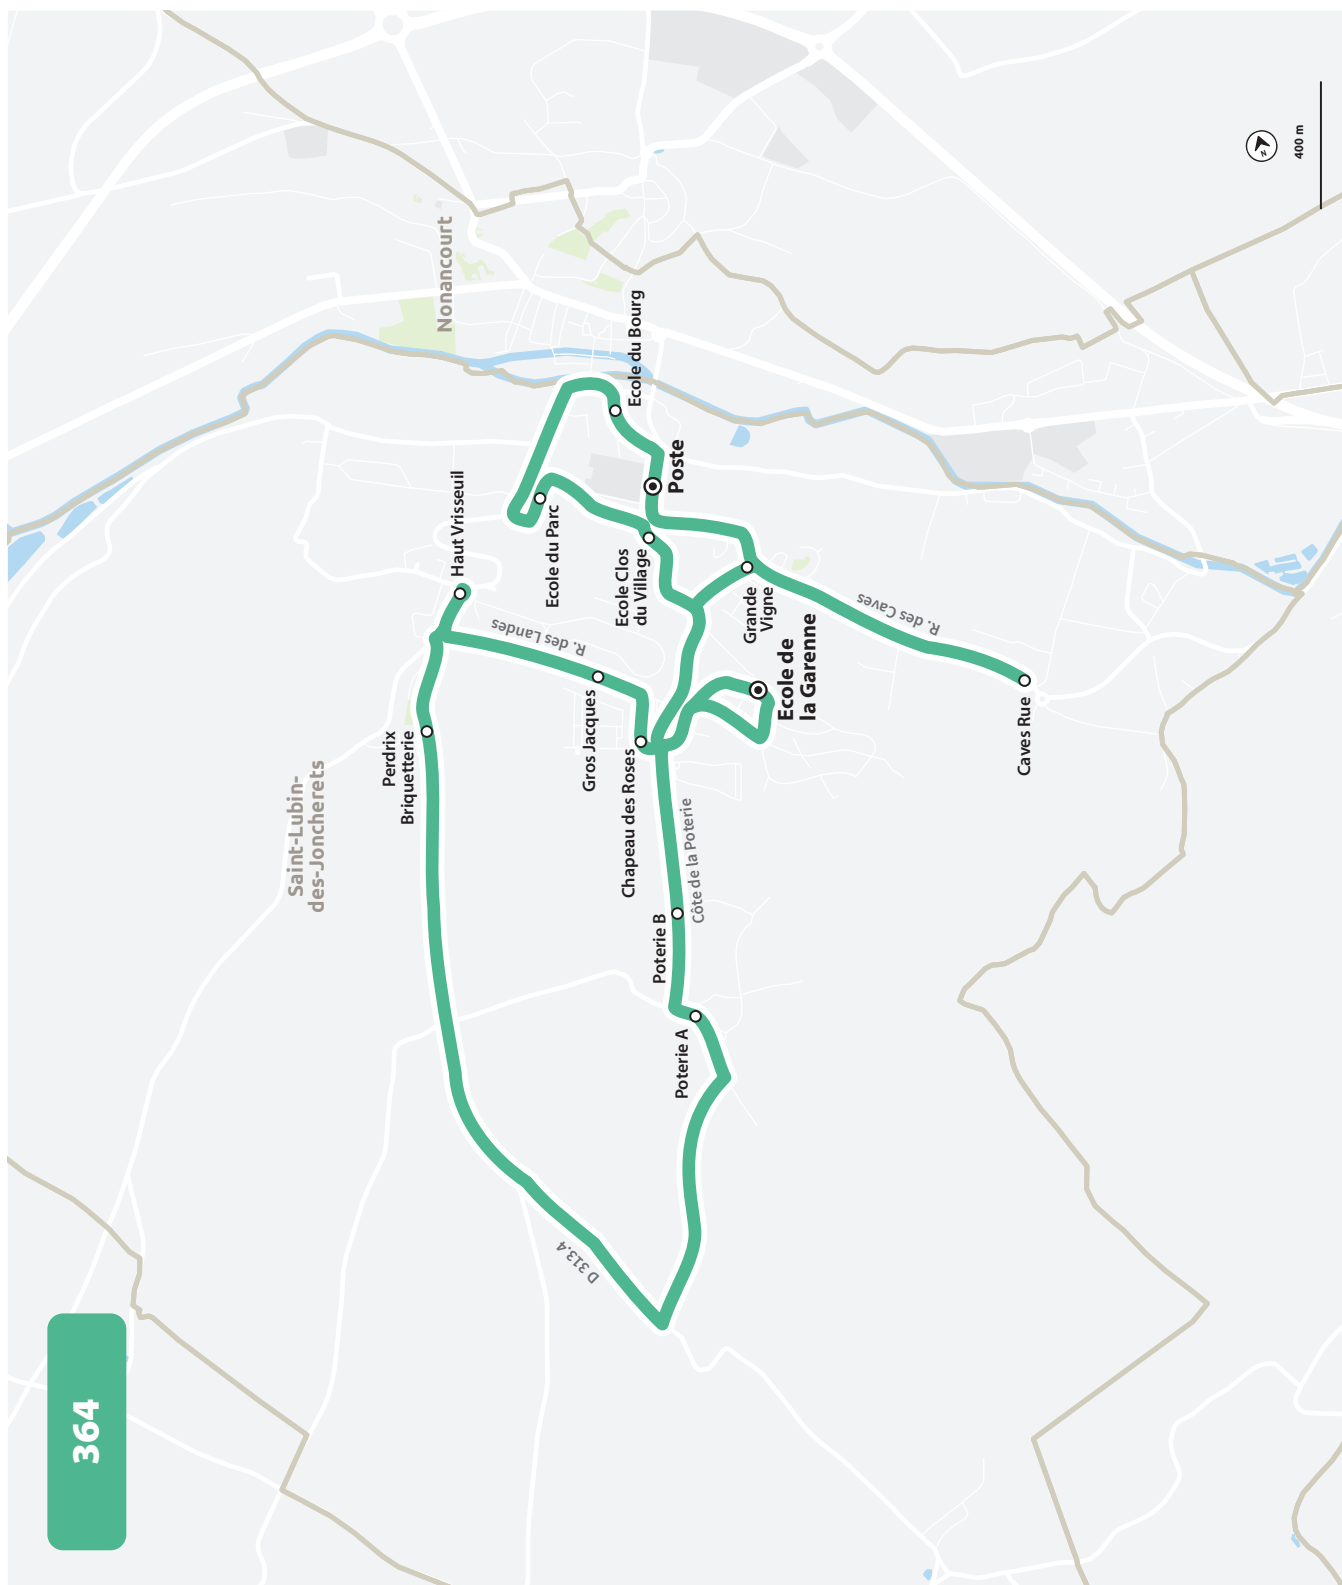 364
Saint-Lubin-
des-Joncherets
Nonancourt
Perdrix
Briquetterie
Haut Vrisseuil
R. des Landes
Ecole du Parc
Ecole du Bourg
Poste
Ecole Clos
du Village
Grande
Vigne
Gros Jacques
Chapeau des Roses
Ecole de
la Garenne
R. des Caves
Caves Rue
Côte de la Poterie
Poterie B
Poterie A
D 313.4
N
400 m